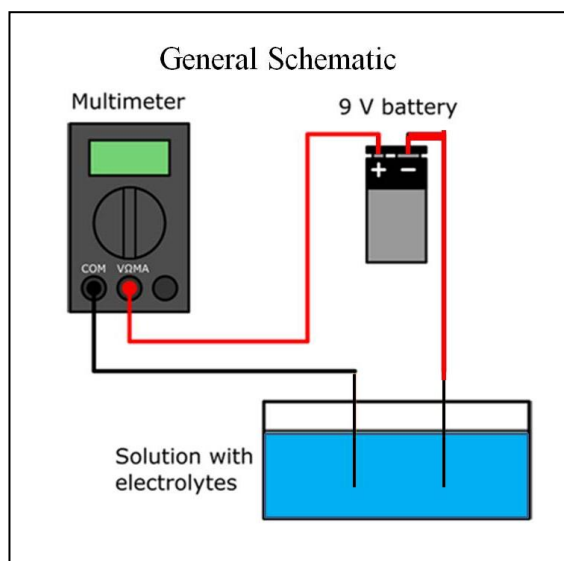 General Schematic
Multimeter
9 V battery
+ −
COM VΩMA
Solution with
electrolytes